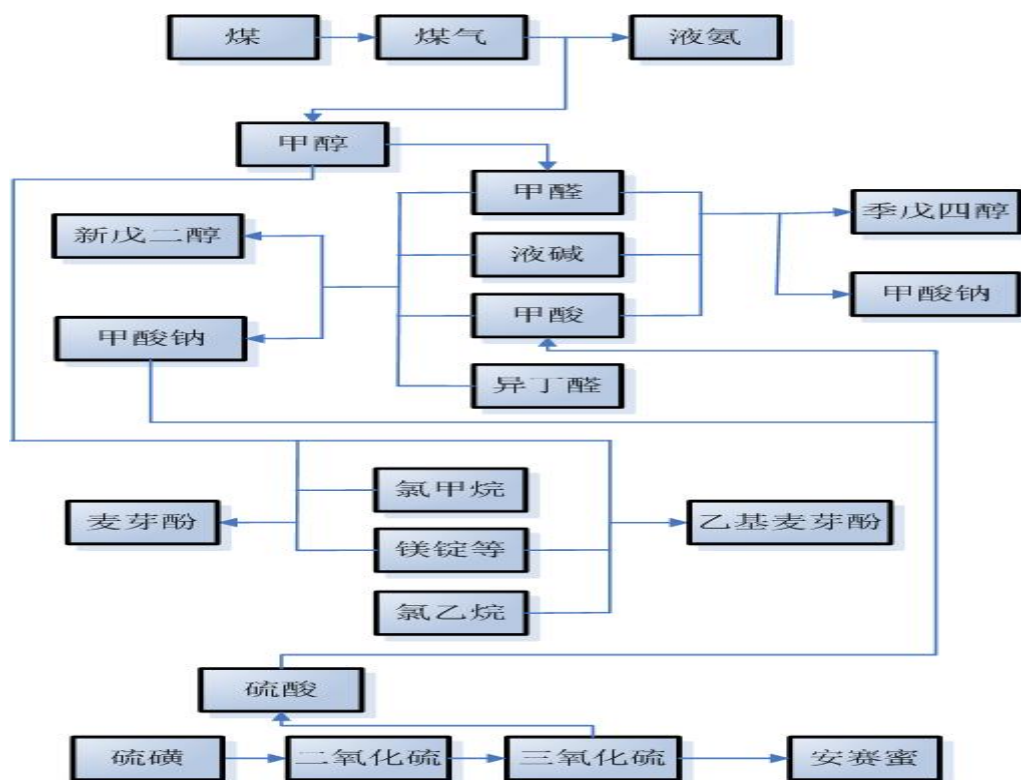 煤
煤气
液氨
甲醇
甲醛
季戊四醇
新戊二醇
液碱
甲酸钠
甲酸
甲酸钠
异丁醛
氯甲烷
麦芽酚
乙基麦芽酚
镁锭等
氯乙烷
硫酸
硫磺
二氧化硫
三氧化硫
安赛蜜